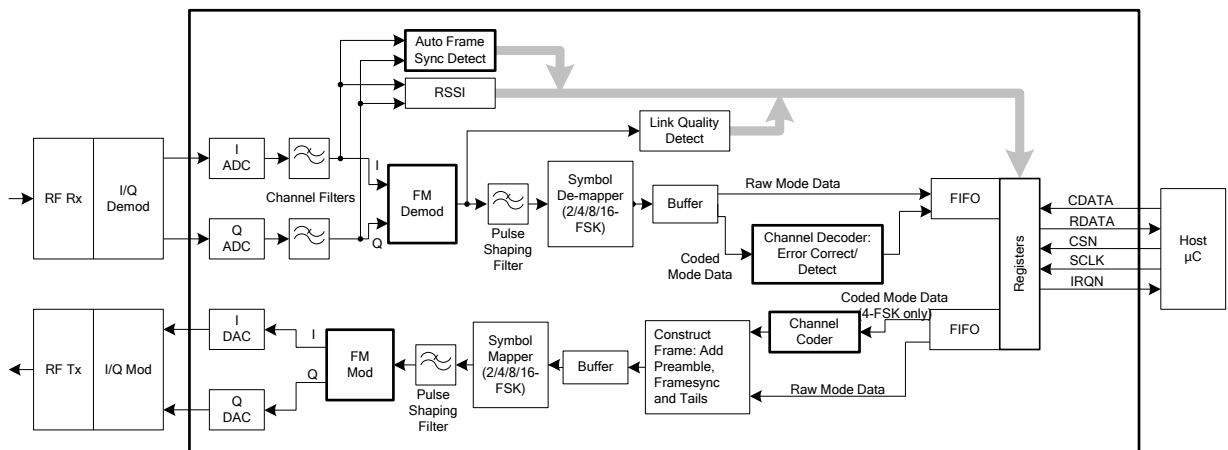 Auto Frame
Sync Detect
RSSI
Link Quality
Detect
RF Rx
I/Q
Demod
I
ADC
Channel Filters
Q
ADC
I
Q
FM
Demod
Pulse
Shaping
Filter
Symbol
De-mapper
(2/4/8/16-
FSK)
Buffer
Raw Mode Data
Coded
Mode Data
Channel Decoder:
Error Correct/
Detect
FIFO
Registers
CDATA
RDATA
CSN
SCLK
IRQN
Host
µC
RF Tx
I/Q Mod
I
DAC
Q
DAC
I
Q
FM
Mod
Pulse
Shaping
Filter
Symbol
Mapper
(2/4/8/16-
FSK)
Buffer
Construct
Frame: Add
Preamble,
Framesync
and Tails
Channel
Coder
Coded Mode Data
(4-FSK only)
FIFO
Raw Mode Data